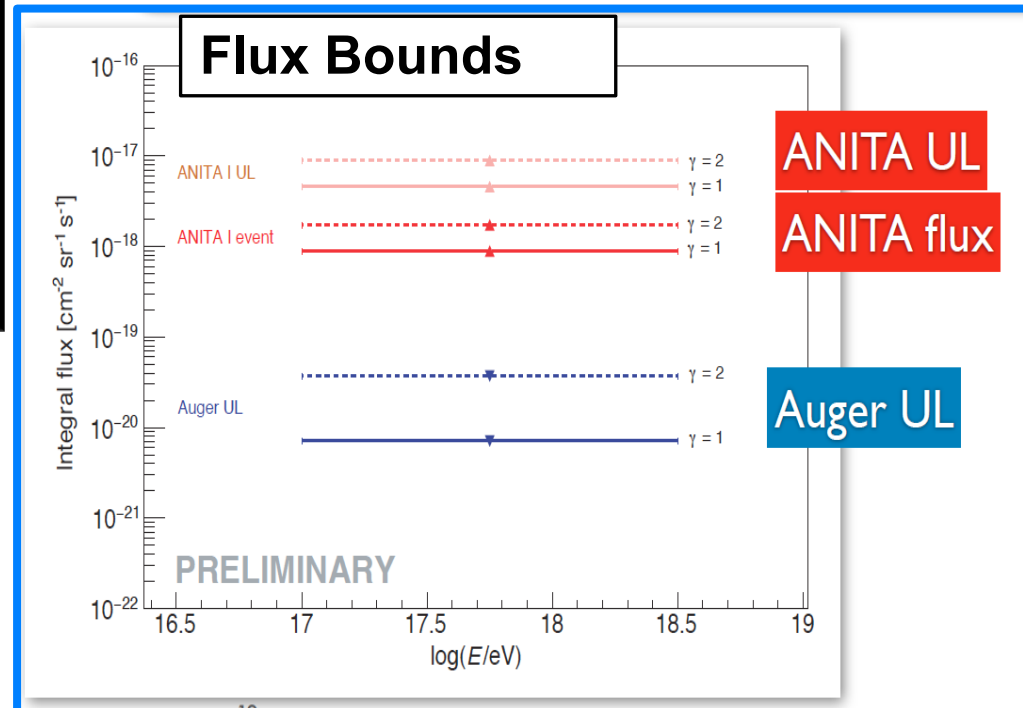 Flux Bounds
10⁻¹⁶
10⁻¹⁷
10⁻¹⁸
10⁻¹⁹
10⁻²⁰
10⁻²¹
10⁻²²
Integral flux [cm⁻² sr⁻¹ s⁻¹]
ANITA I UL
γ = 2
γ = 1
ANITA I event
γ = 2
γ = 1
Auger UL
γ = 2
γ = 1
PRELIMINARY
16.5 17 17.5 18 18.5 19
log(E/eV)
ANITA UL
ANITA flux
Auger UL